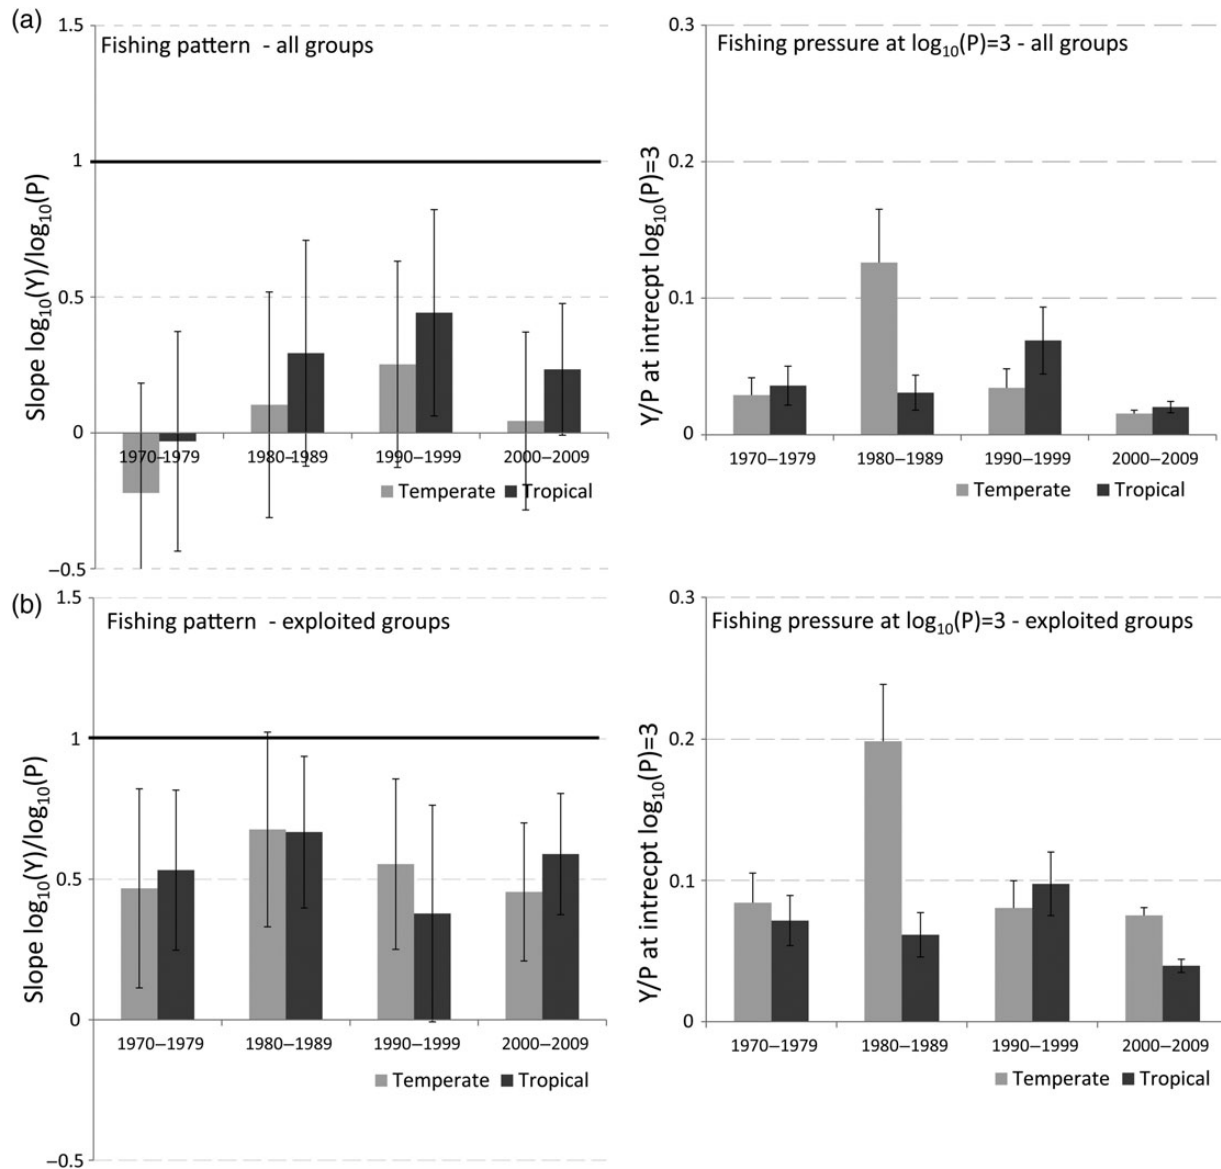 (a)
Fishing pattern - all groups
Slope log10(Y)/log10(P)
1.5
1
0.5
0
−0.5
1970–1979
1980–1989
1990–1999
2000–2009
Temperate
Tropical
Fishing pressure at log10(P)=3 - all groups
Y/P at intrecpt log10(P)=3
0.3
0.2
0.1
0
1970–1979
1980–1989
1990–1999
2000–2009
Temperate
Tropical
(b)
Fishing pattern - exploited groups
Slope log10(Y)/log10(P)
1.5
1
0.5
0
−0.5
1970–1979
1980–1989
1990–1999
2000–2009
Temperate
Tropical
Fishing pressure at log10(P)=3 - exploited groups
Y/P at intrecpt log10(P)=3
0.3
0.2
0.1
0
1970–1979
1980–1989
1990–1999
2000–2009
Temperate
Tropical